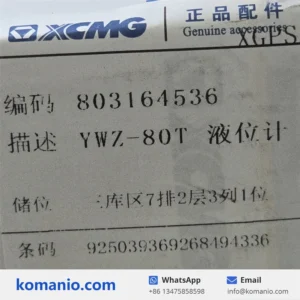 XCMG 正品配件
Genuine accessories
XGPS
编码 803164536
描述 YWZ-80T 液位计
储位 三库区7排2层3列1位
条码 925039369268494336
komanio.com
WhatsApp
+86 13475858598
Email
info@komanio.com